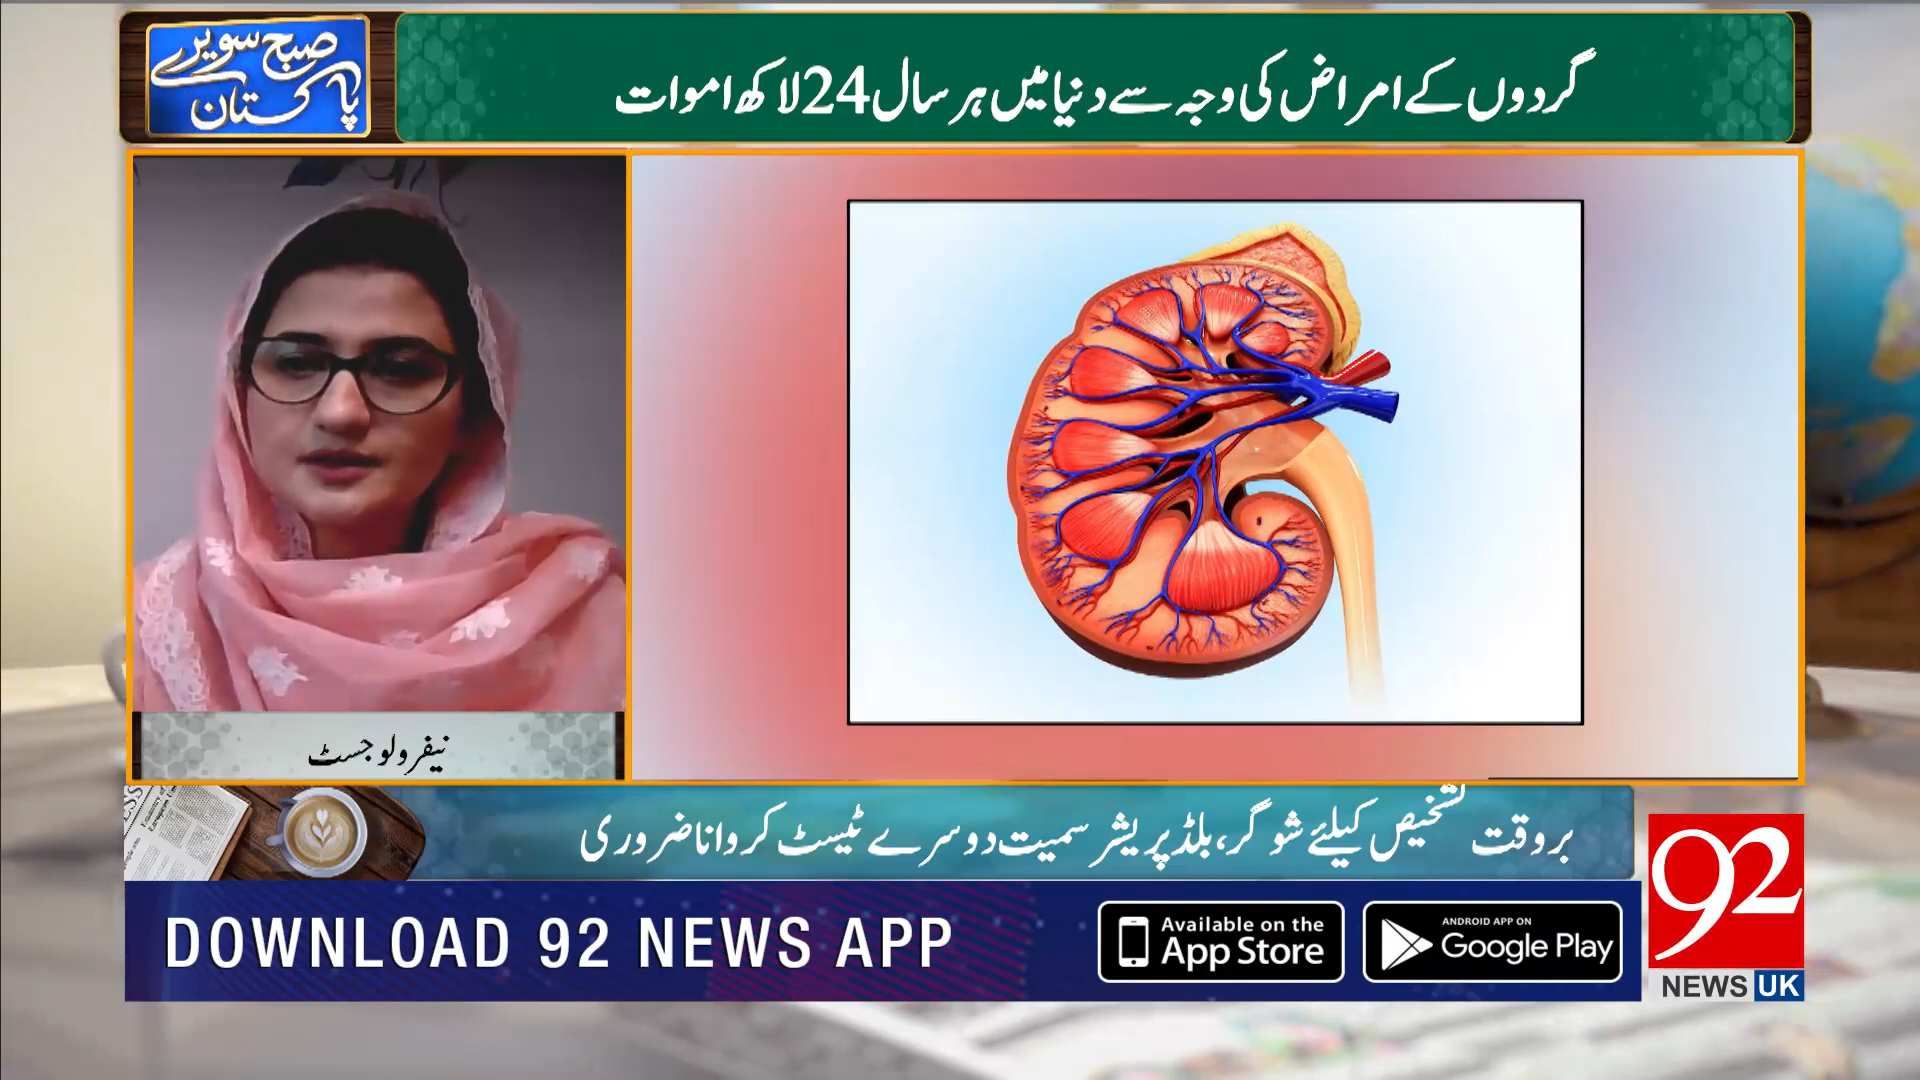 صبح سویرے
پاکستان
گردوں کے امراض کی وجہ سے دنیا میں ہر سال 24 لاکھ اموات
نیفرولوجسٹ
بروقت تشخیص کیلئے شوگر، بلڈ پریشر سمیت دوسرے ٹیسٹ کروانا ضروری
DOWNLOAD 92 NEWS APP
Available on the
App Store
ANDROID APP ON
Google Play
92
NEWS UK